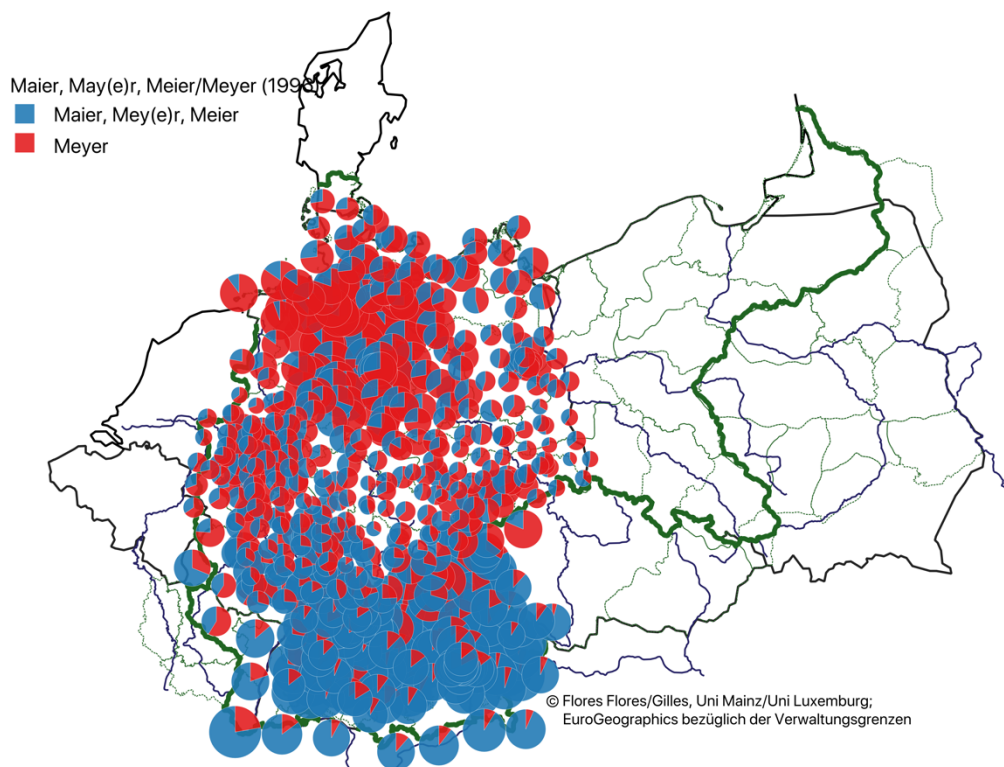 Maier, May(e)r, Meier/Meyer (1996)
Maier, Mey(e)r, Meier
Meyer
© Flores Flores/Gilles, Uni Mainz/Uni Luxemburg;
EuroGeographics bezüglich der Verwaltungsgrenzen